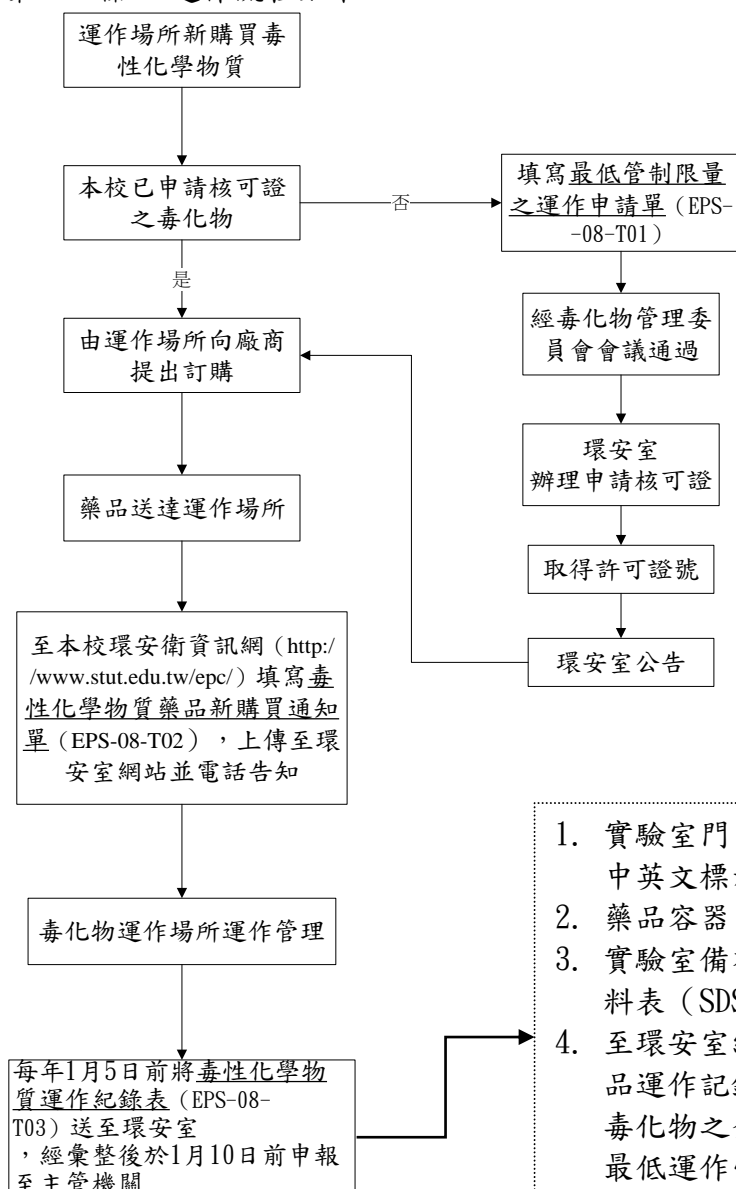 運作場所新購買毒
性化學物質
本校已申請核可證
之毒化物
否
填寫最低管制限量
之運作申請單（EPS-
-08-T01）
是
經毒化物管理委
員會會議通過
由運作場所向廠商
提出訂購
環安室
辦理申請核可證
藥品送達運作場所
取得許可證號
環安室公告
至本校環安衛資訊網（http:/
/www.stut.edu.tw/epc/）填寫毒
性化學物質藥品新購買通知
單（EPS-08-T02），上傳至環
安室網站並電話告知
毒化物運作場所運作管理
每年1月5日前將毒性化學物
質運作紀錄表（EPS-08-
T03）送至環安室
，經彙整後於1月10日前申報
至主管機關
1. 實驗室門
中英文標
2. 藥品容器
3. 實驗室備
料表（SDS
4. 至環安室
品運作記
毒化物之
最低運作